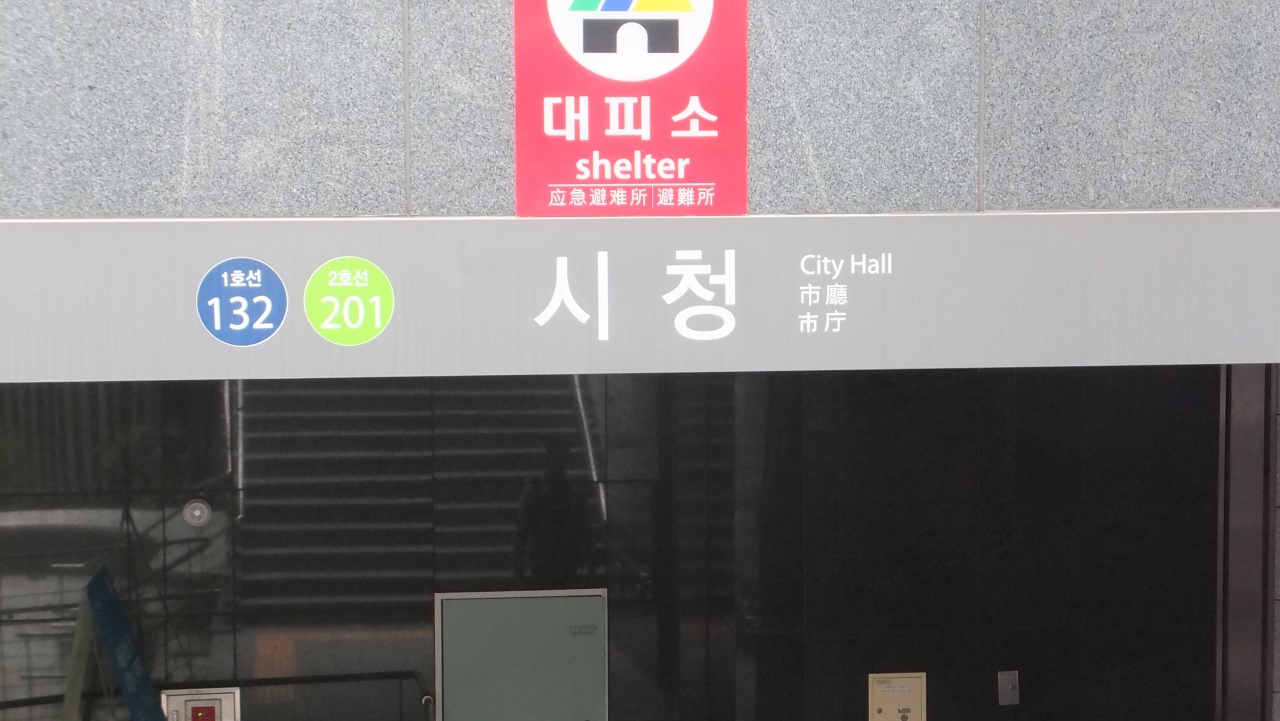 대피소
shelter
应急避难所 避難所
1호선
132
2호선
201
시청
City Hall
市廳
市庁